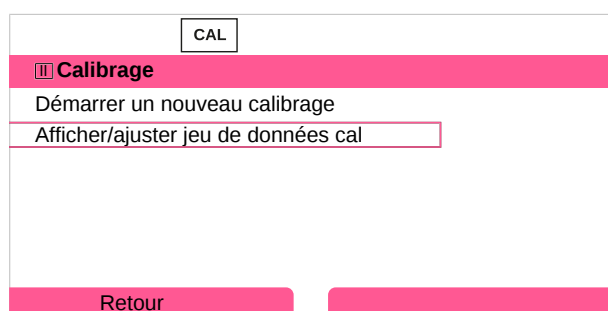 CAL
Calibrage
Démarrer un nouveau calibrage
Afficher/ajuster jeu de données cal
Retour